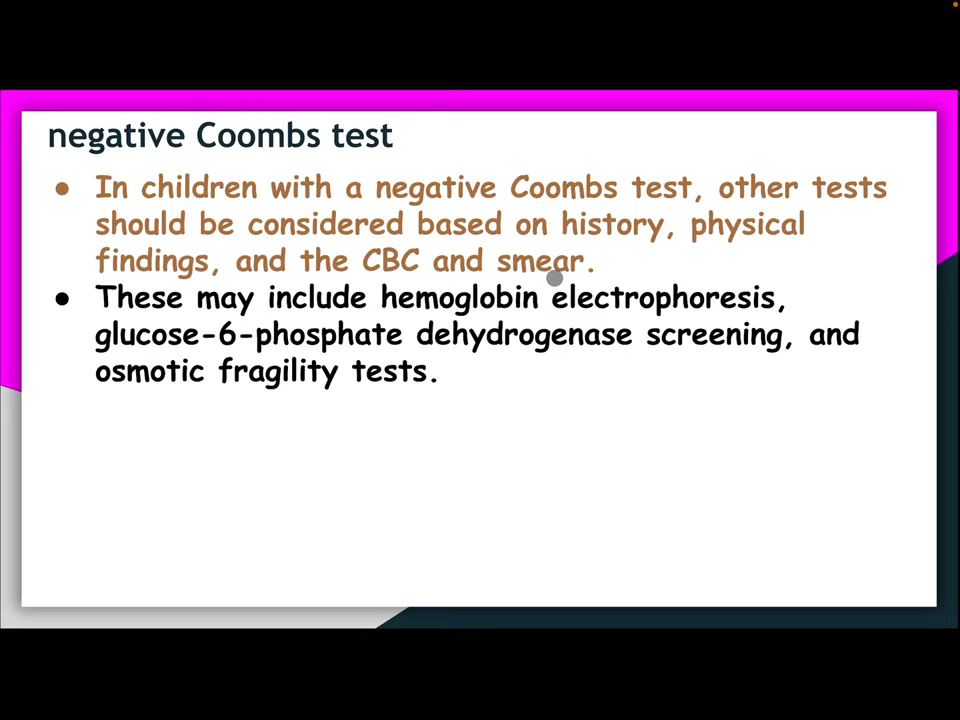 negative Coombs test
● In children with a negative Coombs test, other tests
should be considered based on history, physical
findings, and the CBC and smear.
● These may include hemoglobin electrophoresis,
glucose-6-phosphate dehydrogenase screening, and
osmotic fragility tests.